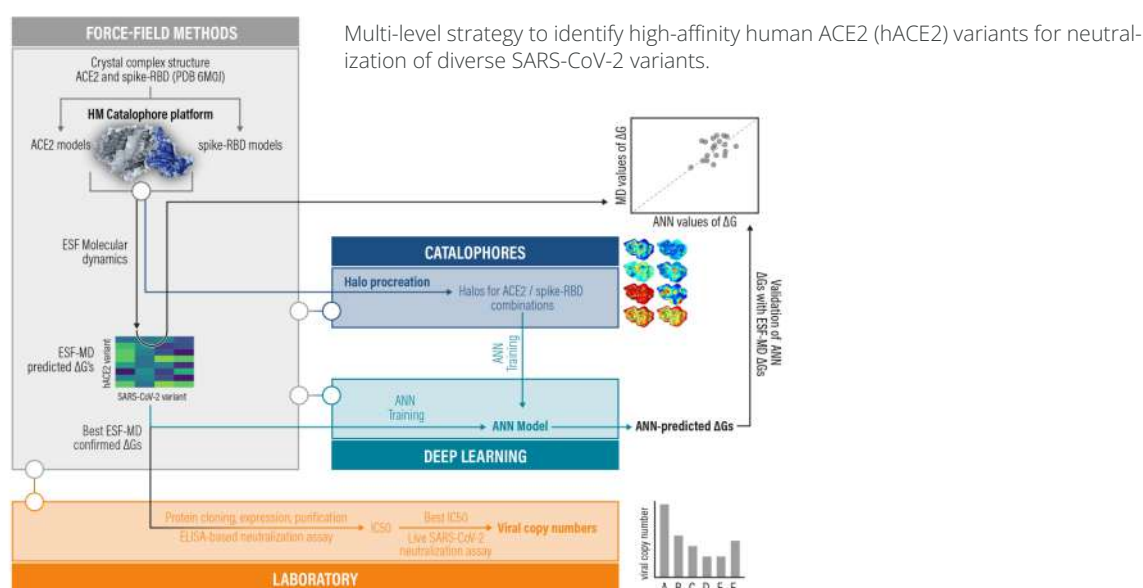 FORCE-FIELD METHODS
Multi-level strategy to identify high-affinity human ACE2 (hACE2) variants for neutral-
ization of diverse SARS-CoV-2 variants.
Crystal complex structure
ACE2 and spike-RBD (PDB 6M0J)
HM Catalophore platform
ACE2 models
spike-RBD models
MD values of ΔG
ANN values of ΔG
ESF Molecular
dynamics
CATALOPHORES
Halo procreation
Halos for ACE2 / spike-RBD
combinations
ANN
Training
Validation of ANN
ΔGs with ESF-MD ΔGs
ESF-MD
predicted ΔG's
hACE2 variant
SARS-CoV-2 variant
Best ESF-MD
confirmed ΔGs
ANN
Training
ANN Model
ANN-predicted ΔGs
DEEP LEARNING
Protein cloning, expression, purification
ELISA-based neutralization assay
IC50
Best IC50
Live SARS-CoV-2
neutralization assay
Viral copy numbers
LABORATORY
viral copy number
A B C D E F